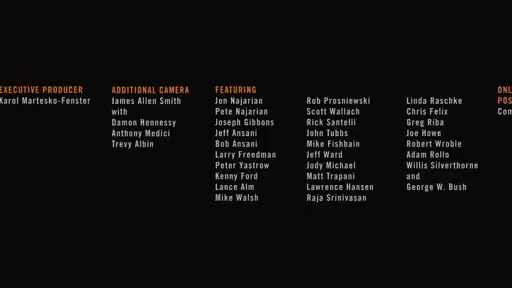 EXECUTIVE PRODUCER
Karol Martesko-Fenster
ADDITIONAL CAMERA
James Allen Smith
with
Damon Hennessy
Anthony Medici
Trevy Albin
FEATURING
Jon Najarian
Pete Najarian
Joseph Gibbons
Jeff Ansani
Bob Ansani
Larry Freedman
Peter Yastrow
Kenny Ford
Lance Alm
Mike Walsh
Rob Prosniewski
Scott Wallach
Rick Santelli
John Tubbs
Mike Fishbain
Jeff Ward
Jody Michael
Matt Trapani
Lawrence Hansen
Raja Srinivasan
Linda Raschke
Chris Felix
Greg Riba
Joe Howe
Robert Wroble
Adam Rollo
Willis Silverthorne
and
George W. Bush
ONL
POS
Com